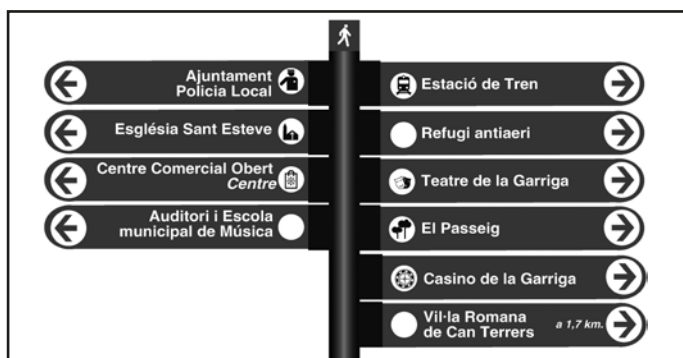 Ajuntament
Policia Local
Església Sant Esteve
Centre Comercial Obert
Centre
Auditori i Escola
municipal de Música
Estació de Tren
Refugi antiaeri
Teatre de la Garriga
El Passeig
Casino de la Garriga
Vil·la Romana
de Can Terrers a 1,7 km.